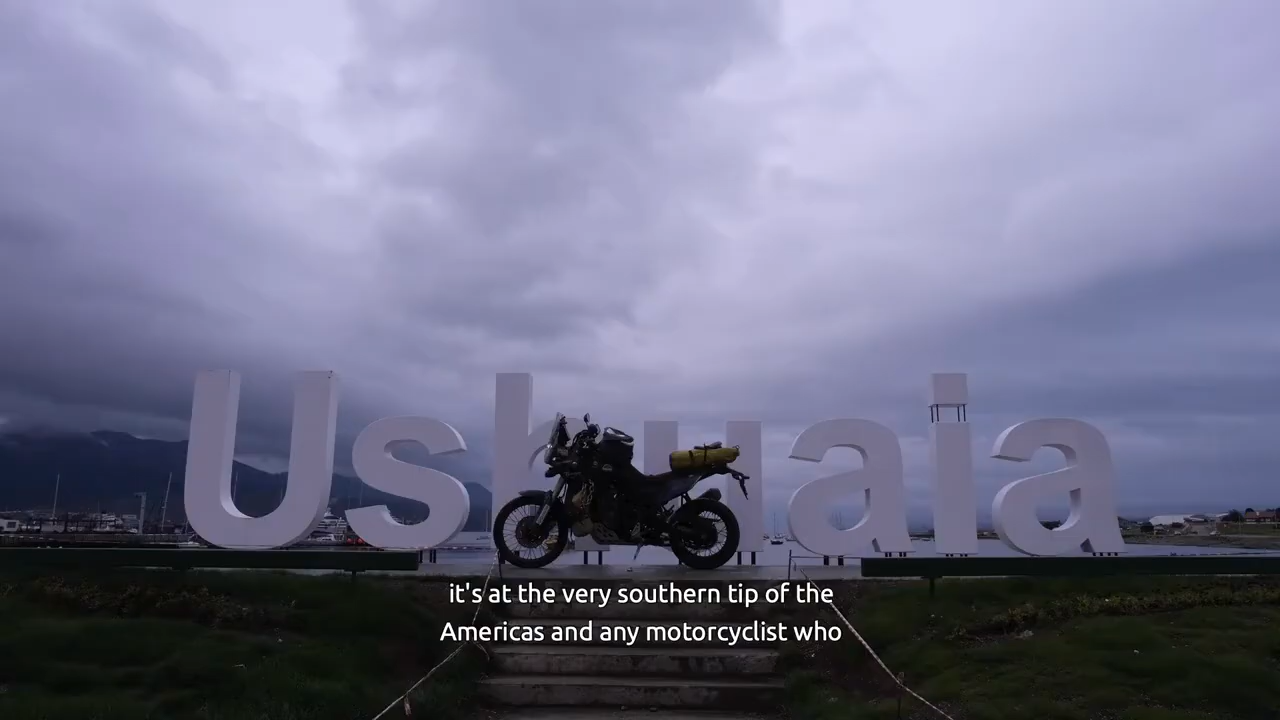 Ushuaia
it's at the very southern tip of the
Americas and any motorcyclist who